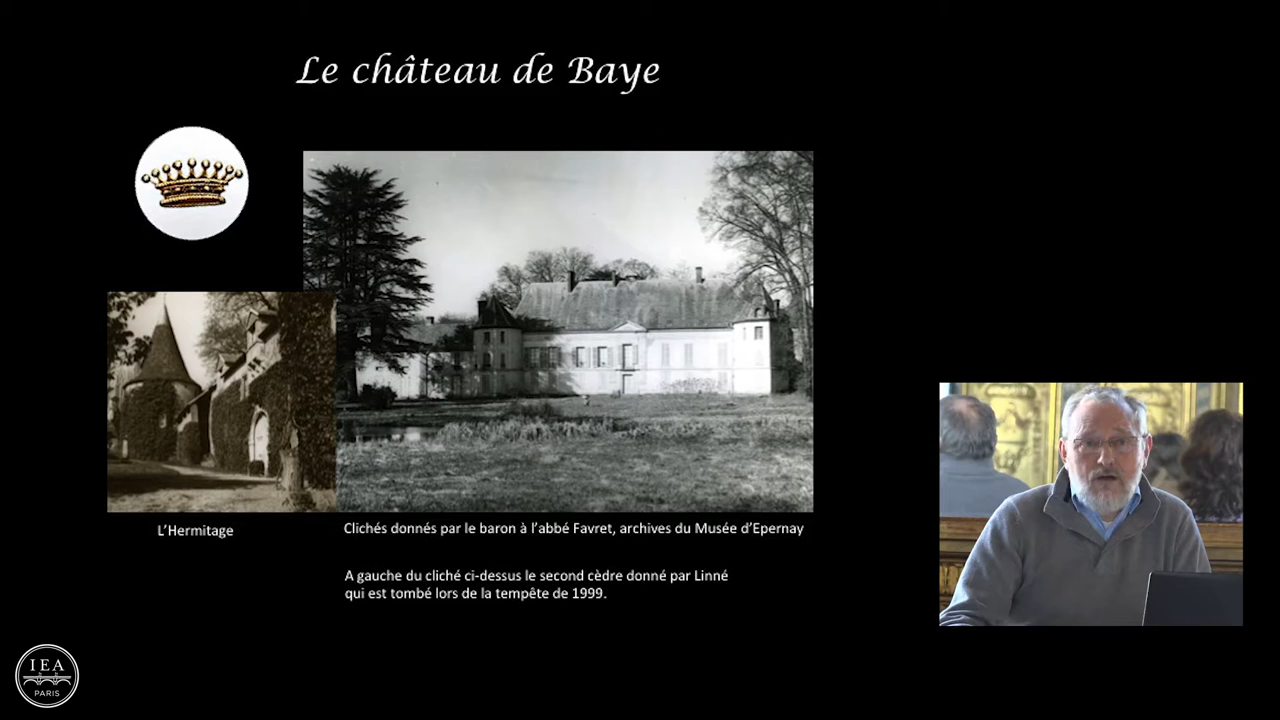 Le château de Baye
L'Hermitage
Clichés donnés par le baron à l'abbé Favret, archives du Musée d'Epernay
A gauche du cliché ci-dessus le second cèdre donné par Linné
qui est tombé lors de la tempête de 1999.
IEA
PARIS